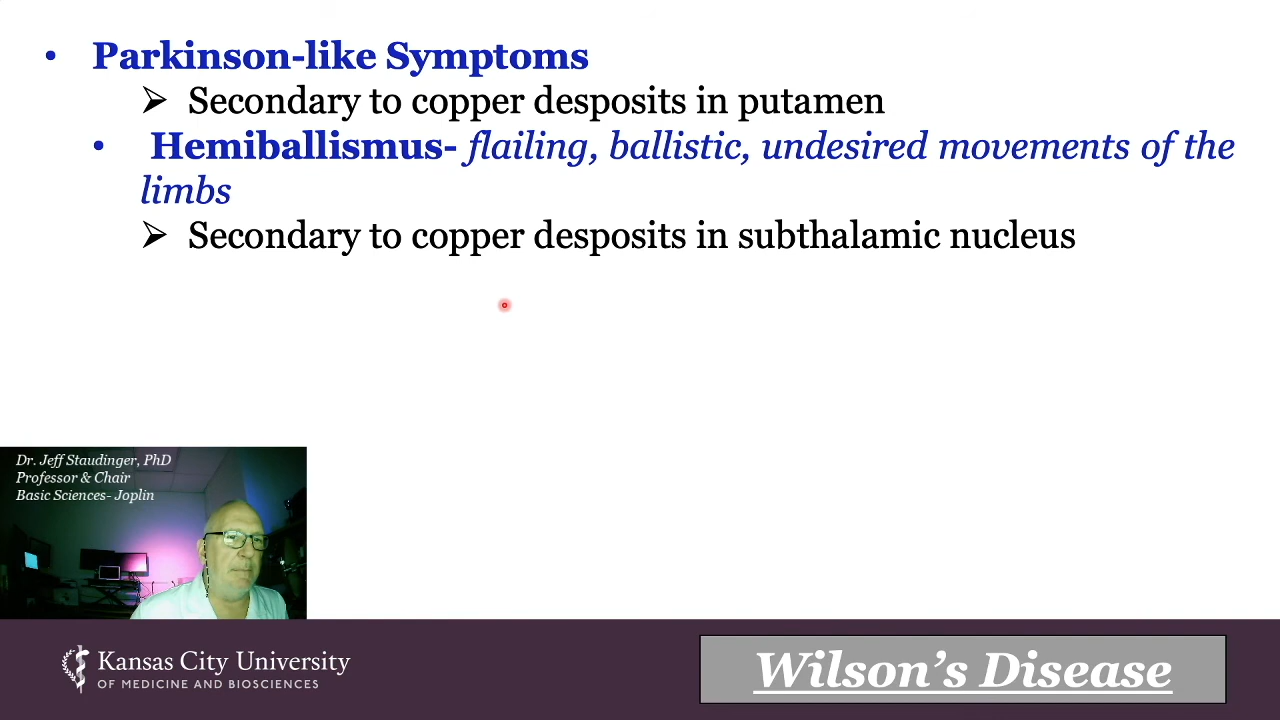 • Parkinson-like Symptoms
➢ Secondary to copper desposits in putamen
• Hemiballismus- flailing, ballistic, undesired movements of the
limbs
➢ Secondary to copper desposits in subthalamic nucleus
Dr. Jeff Staudinger, PhD
Professor & Chair
Basic Sciences- Joplin
Kansas City University
OF MEDICINE AND BIOSCIENCES
Wilson’s Disease